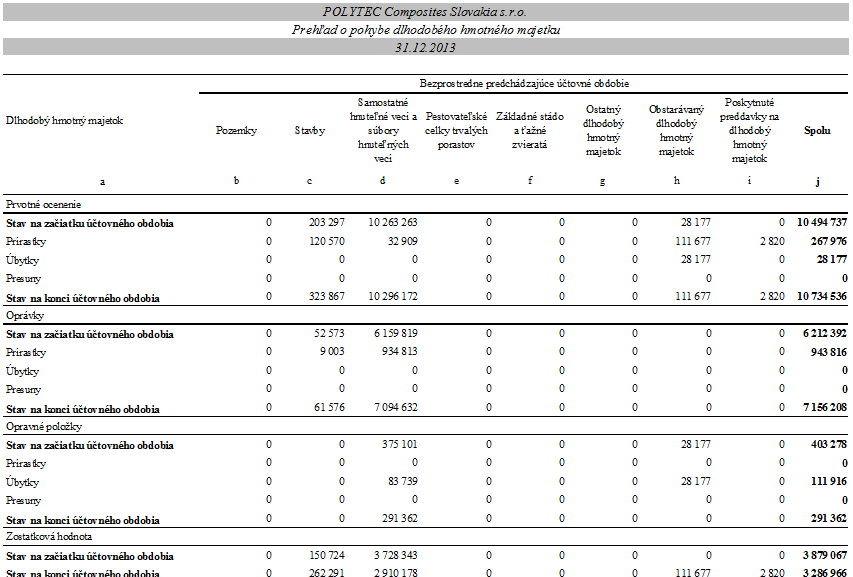 POLYTEC Composites Slovakia s.r.o.
Prehľad o pohybe dlhodobého hmotného majetku
31.12.2013
Bezprostredne predchádzajúce účtovné obdobie
Dlhodobý hmotný majetok Pozemky Stavby Samostatné hnuteľné veci a súbory hnuteľných vecí Pestovateľské celky trvalých porastov Základné stádo a ťažné zvieratá Ostatný dlhodobý hmotný majetok Obstarávaný dlhodobý hmotný majetok Poskytnuté preddavky na dlhodobý hmotný majetok Spolu
a b c d e f g h i j
Prvotné ocenenie
Stav na začiatku účtovného obdobia 0 203 297 10 263 263 0 0 0 28 177 0 10 494 737
Prírastky 0 120 570 32 909 0 0 0 111 677 2 820 267 976
Úbytky 0 0 0 0 0 0 28 177 0 28 177
Presuny 0 0 0 0 0 0 0 0 0
Stav na konci účtovného obdobia 0 323 867 10 296 172 0 0 0 111 677 2 820 10 734 536
Oprávky
Stav na začiatku účtovného obdobia 0 52 573 6 159 819 0 0 0 0 0 6 212 392
Prírastky 0 9 003 934 813 0 0 0 0 0 943 816
Úbytky 0 0 0 0 0 0 0 0 0
Presuny 0 0 0 0 0 0 0 0 0
Stav na konci účtovného obdobia 0 61 576 7 094 632 0 0 0 0 0 7 156 208
Opravné položky
Stav na začiatku účtovného obdobia 0 0 375 101 0 0 0 28 177 0 403 278
Prírastky 0 0 0 0 0 0 0 0 0
Úbytky 0 0 83 739 0 0 0 28 177 0 111 916
Presuny 0 0 0 0 0 0 0 0 0
Stav na konci účtovného obdobia 0 0 291 362 0 0 0 0 0 291 362
Zostatková hodnota
Stav na začiatku účtovného obdobia 0 150 724 3 728 343 0 0 0 0 0 3 879 067
Stav na konci účtovného obdobia 0 262 291 2 910 178 0 0 0 111 677 2 820 3 286 966